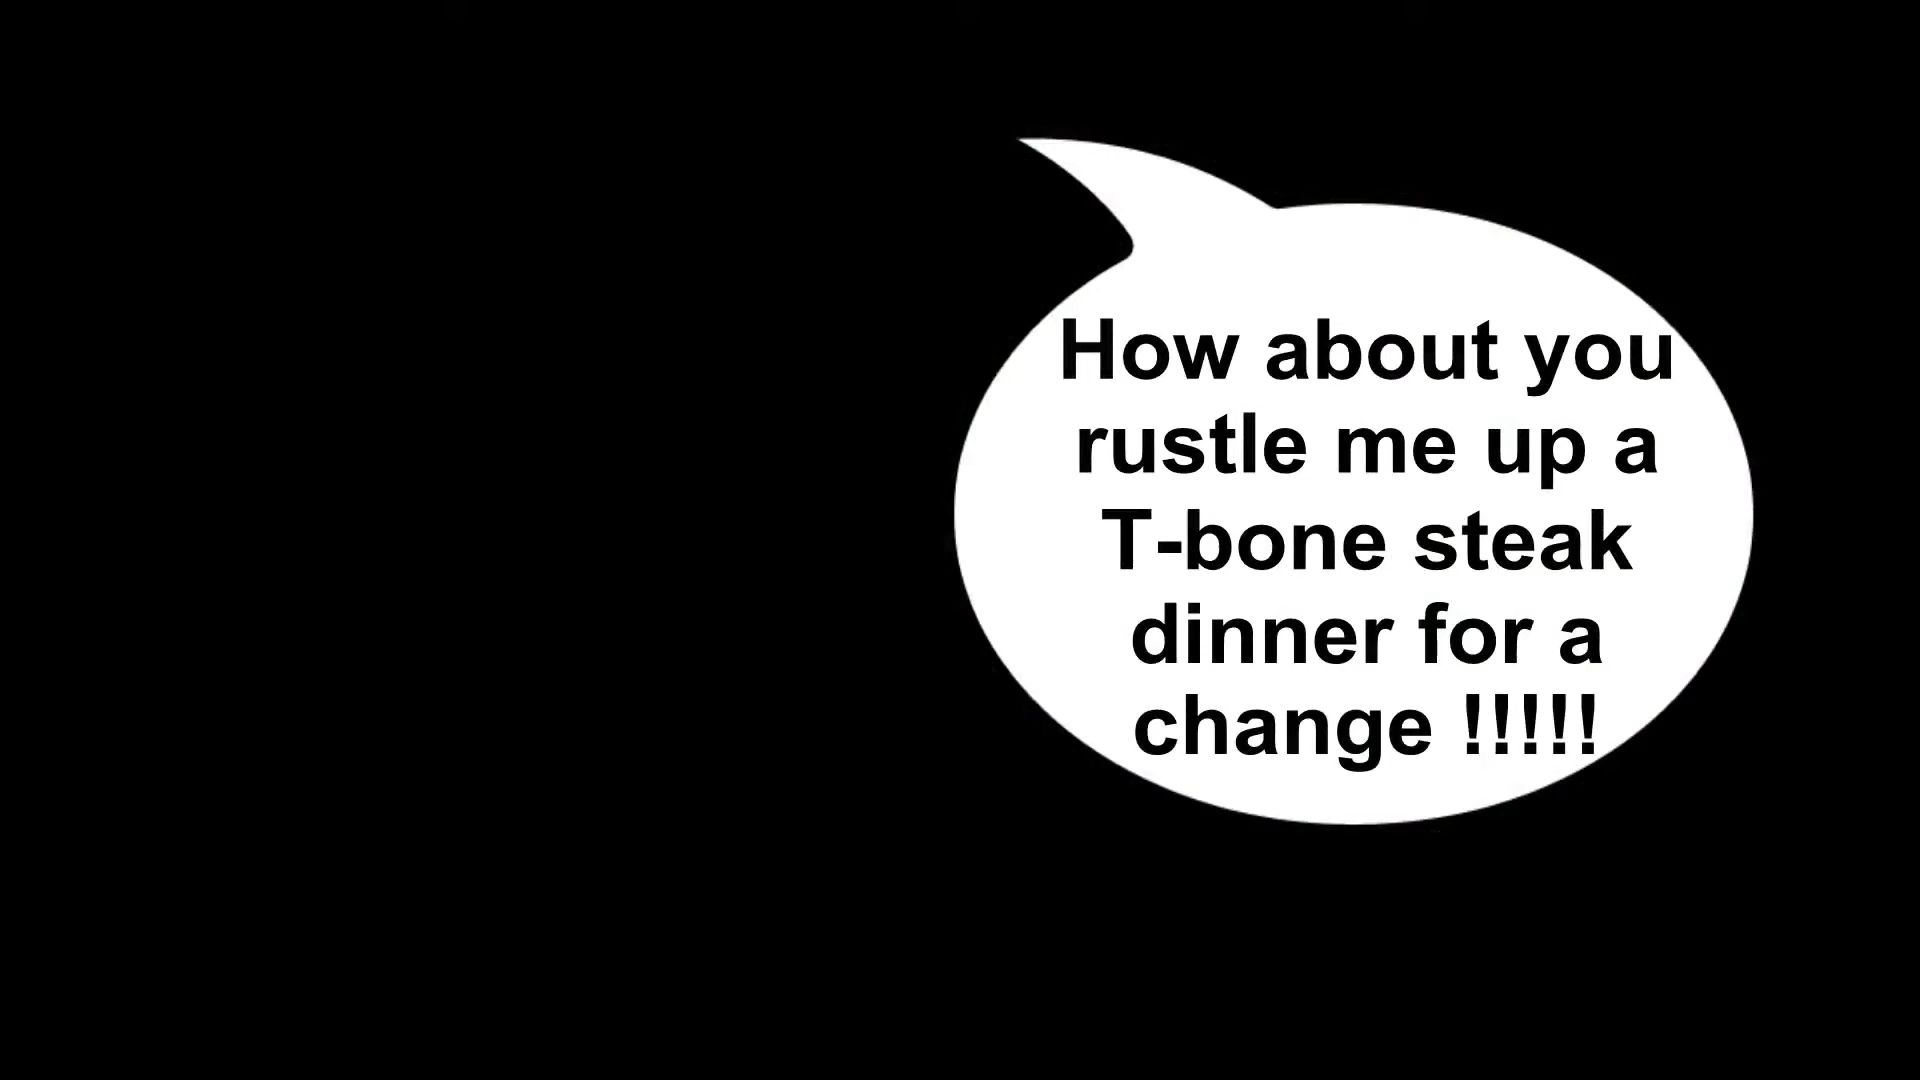 How about you
rustle me up a
T-bone steak
dinner for a
change !!!!!